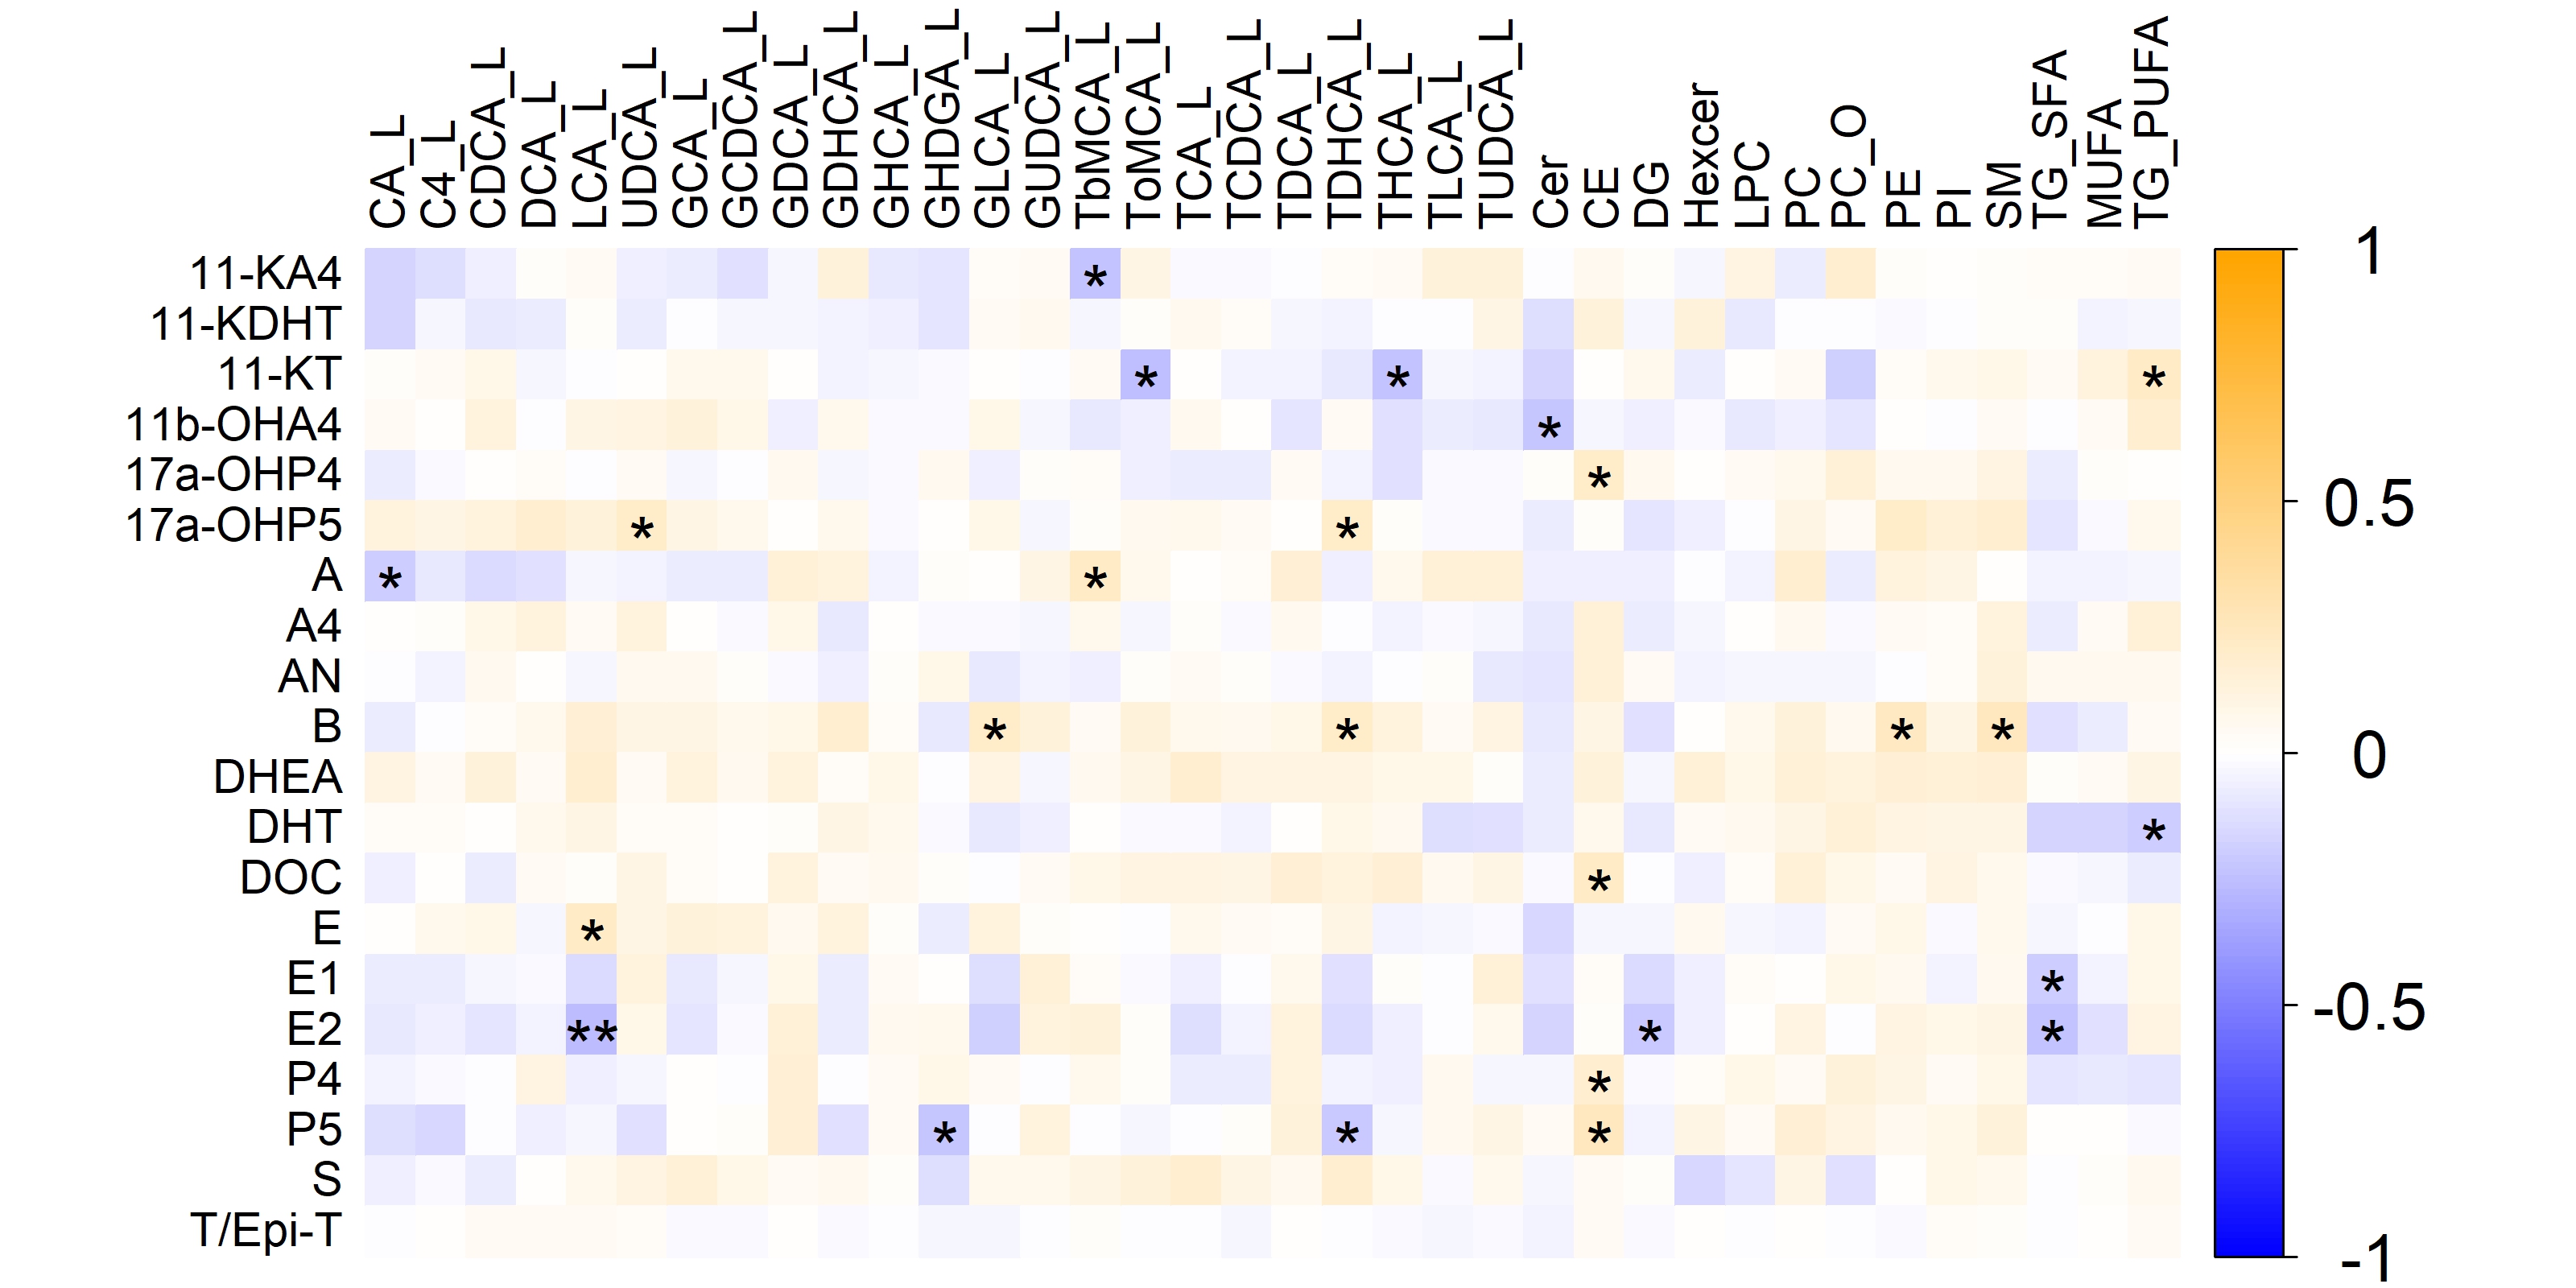 CA_L
C4_L
CDCA_L
DCA_L
LCA_L
UDCA_L
GCA_L
GCDCA_L
GDCA_L
GDHCA_L
GHCA_L
GHDGA_L
GLCA_L
GUDCA_L
TbMCA_L
ToMCA_L
TCA_L
TCDCA_L
TDCA_L
TDHCA_L
THCA_L
TLCA_L
TUDCA_L
Cer
CE
DG
Hexcer
LPC
PC
PC_O
PE
PI
SM
TG_SFA
MUFA
TG_PUFA
11-KA4 *
11-KDHT
11-KT * * *
11b-OHA4 *
17a-OHP4 *
17a-OHP5 * *
A * *
A4
AN
B * * * *
DHEA
DHT *
DOC *
E *
E1 *
E2 ** * *
P4 *
P5 * * *
S
T/Epi-T
1
0.5
0
-0.5
-1